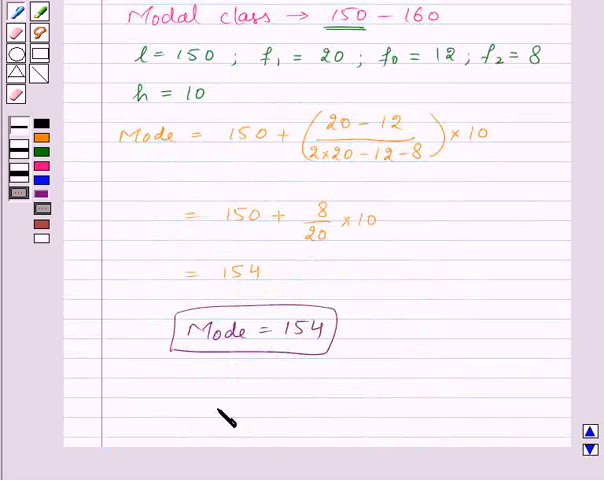 Modal class → 150 - 160
l = 150 ; f₁ = 20 ; f₀ = 12 ; f₂ = 8
h = 10
Mode = 150 + (20 - 12 / 2×20 - 12 - 8) × 10
= 150 + 8/20 × 10
= 154
Mode = 154